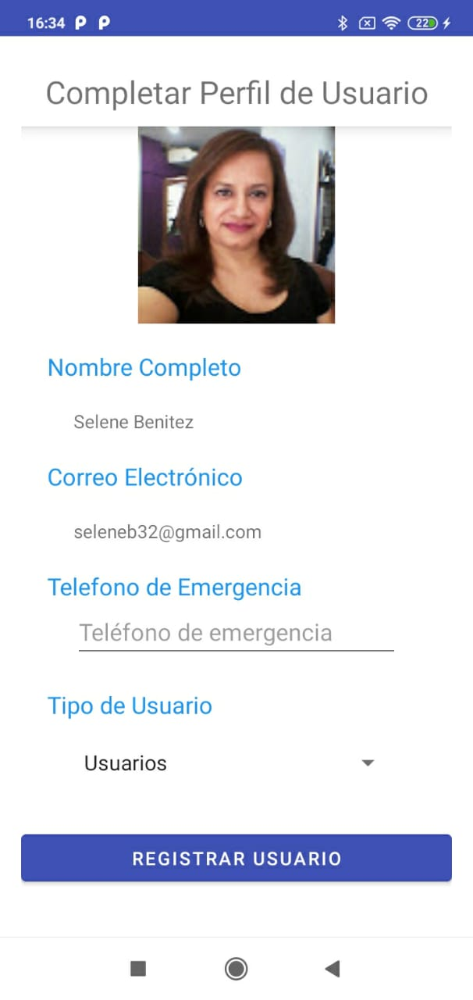 16:34
22
Completar Perfil de Usuario
Nombre Completo
Selene Benitez
Correo Electrónico
seleneb32@gmail.com
Telefono de Emergencia
Teléfono de emergencia
Tipo de Usuario
Usuarios
REGISTRAR USUARIO